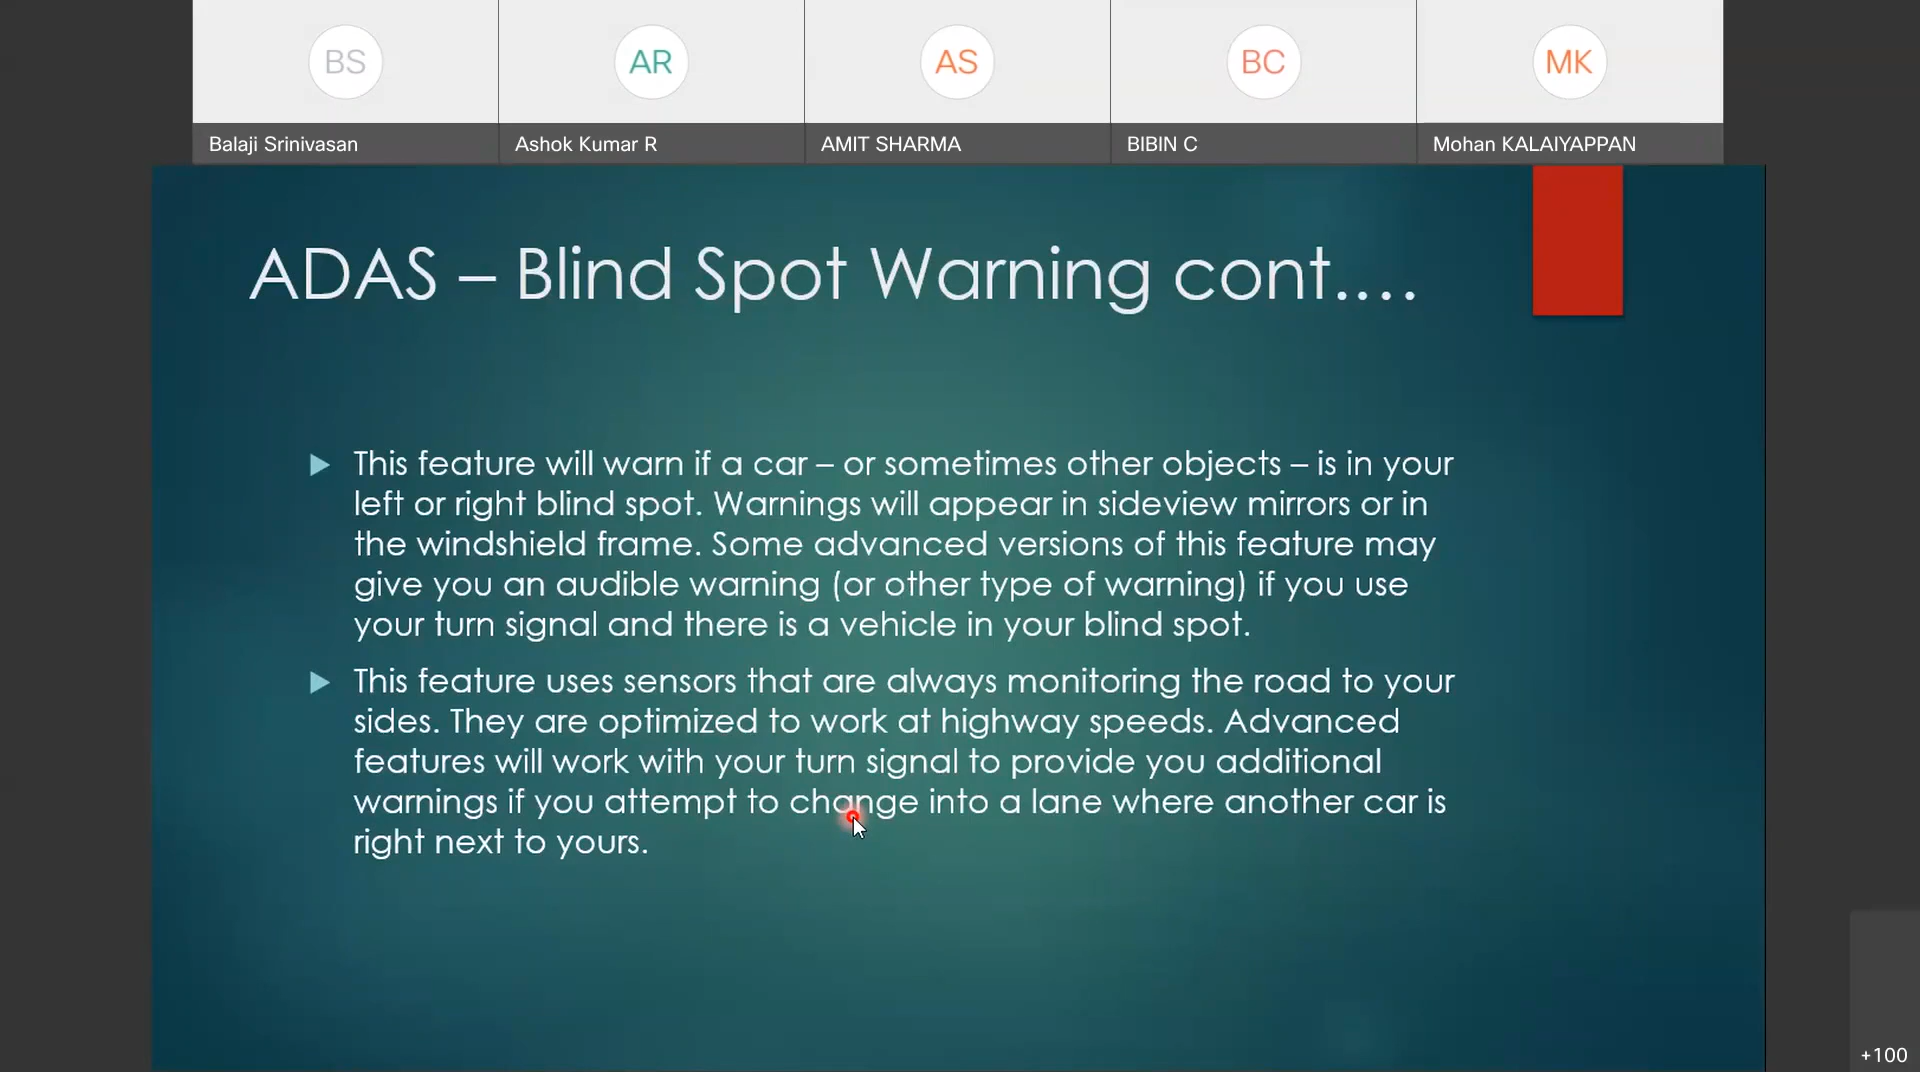 BS AR AS BC MK
Balaji Srinivasan Ashok Kumar R AMIT SHARMA BIBIN C Mohan KALAIYAPPAN
ADAS – Blind Spot Warning cont....
This feature will warn if a car – or sometimes other objects – is in your
left or right blind spot. Warnings will appear in sideview mirrors or in
the windshield frame. Some advanced versions of this feature may
give you an audible warning (or other type of warning) if you use
your turn signal and there is a vehicle in your blind spot.
This feature uses sensors that are always monitoring the road to your
sides. They are optimized to work at highway speeds. Advanced
features will work with your turn signal to provide you additional
warnings if you attempt to change into a lane where another car is
right next to yours.
+100